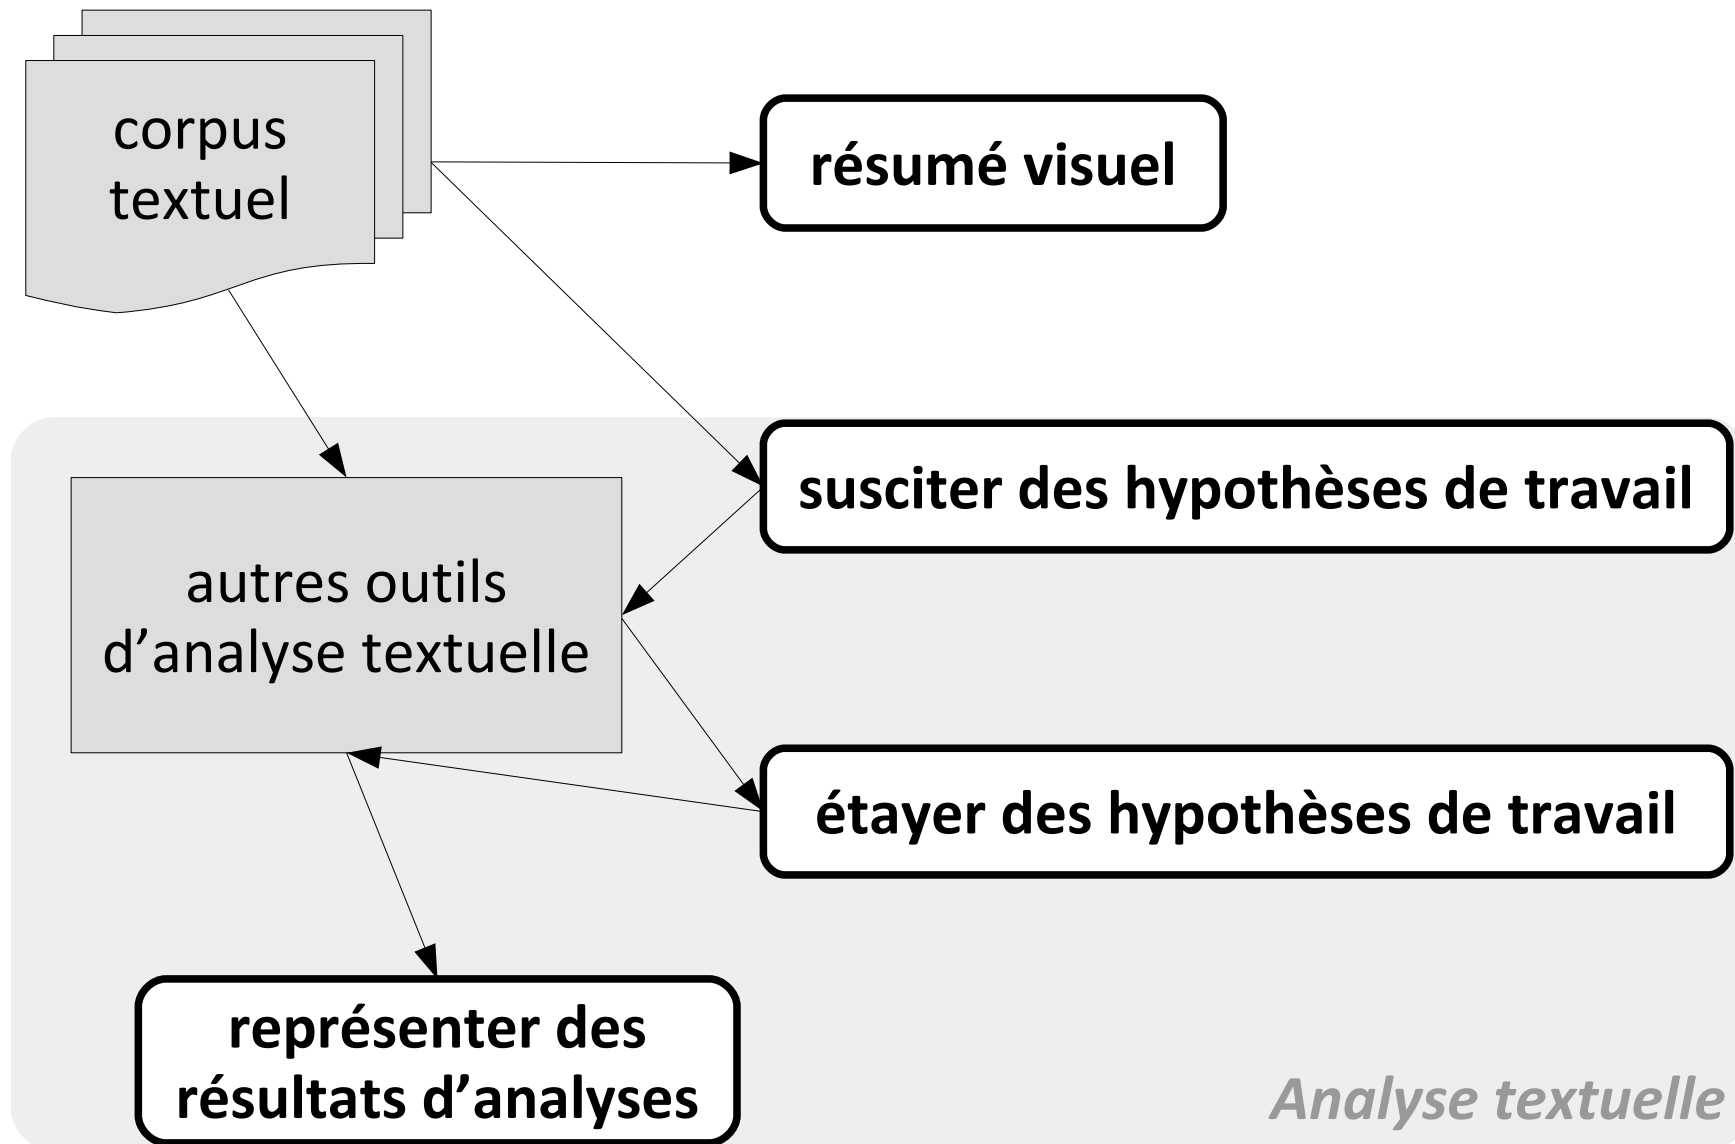 corpus
textuel
résumé visuel
susciter des hypothèses de travail
autres outils
d’analyse textuelle
étayer des hypothèses de travail
représenter des
résultats d’analyses
Analyse textuelle